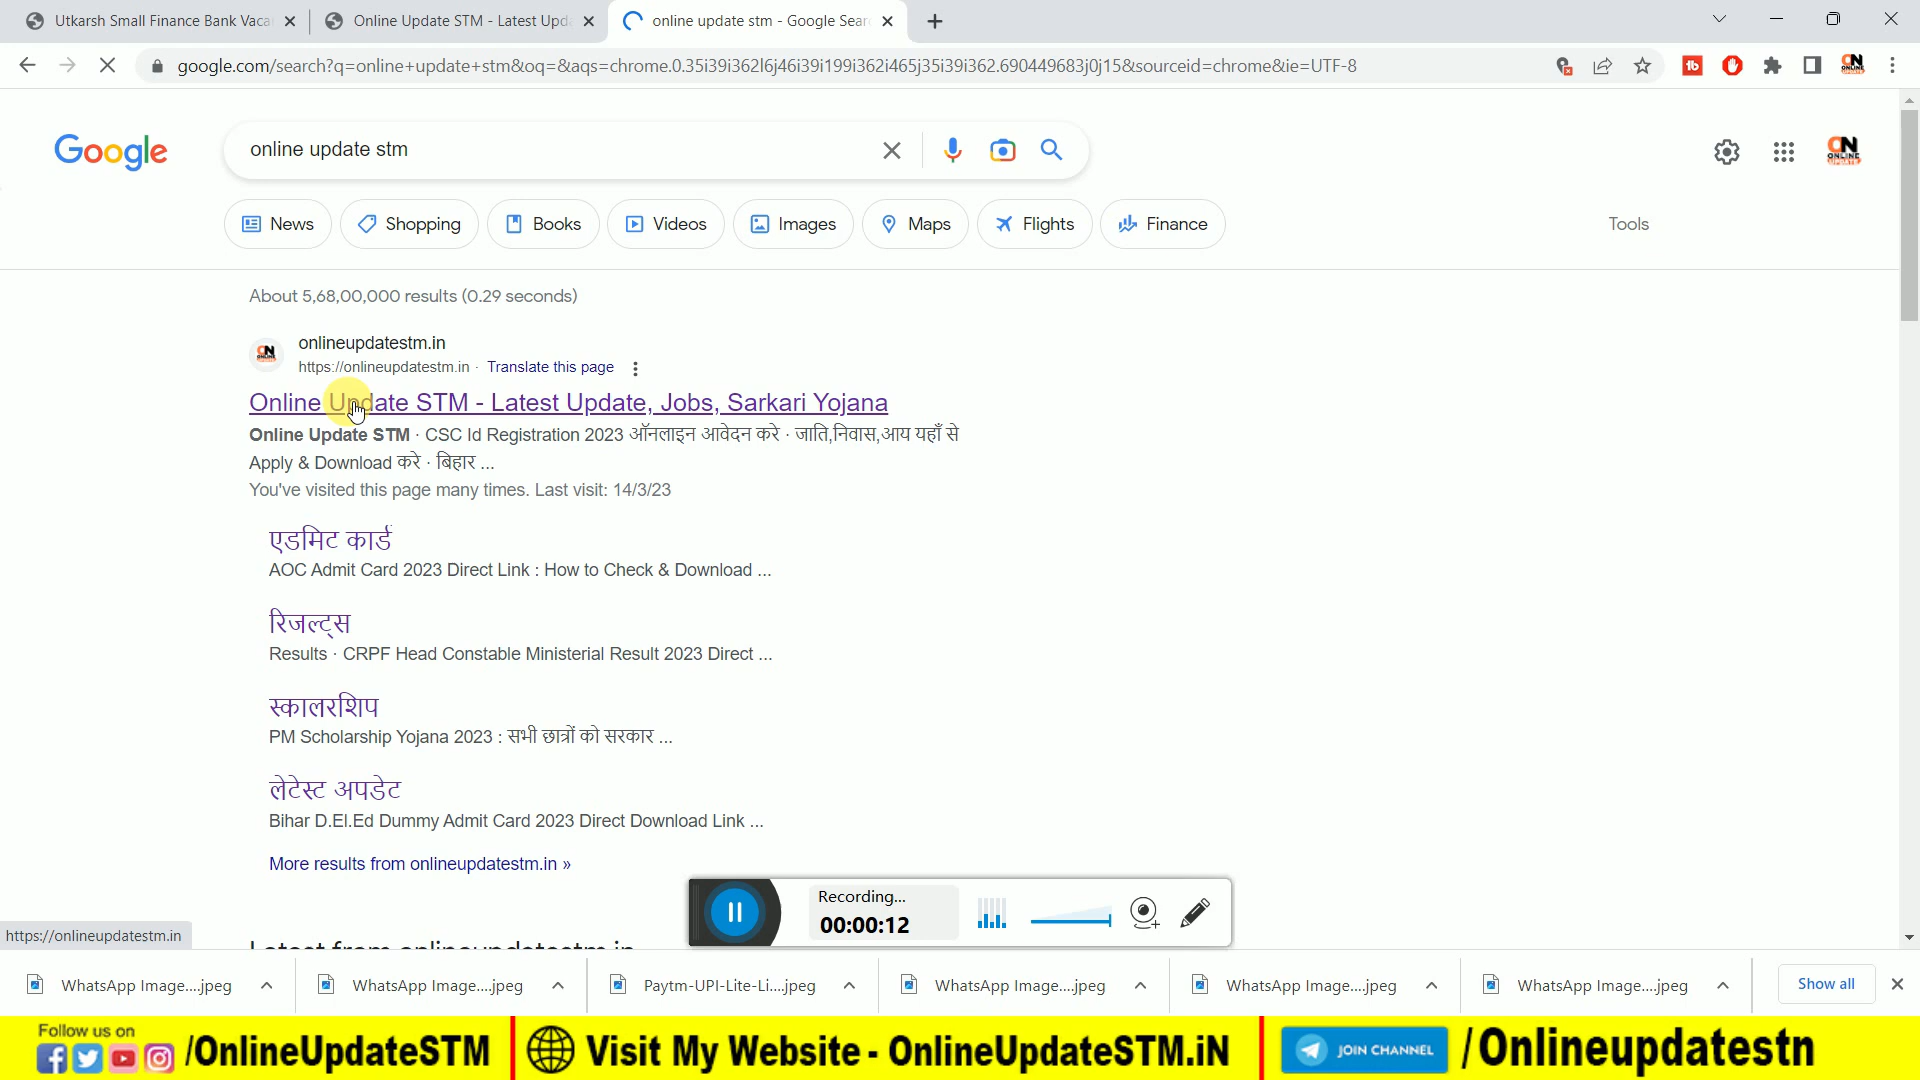 Utkarsh Small Finance Bank Vaca
Online Update STM - Latest Upd
online update stm - Google Sear
google.com/search?q=online+update+stm&oq=&aqs=chrome.0.35i39i362l6j46i39i199i362i465j35i39i362.690449683j0j15&sourceid=chrome&ie=UTF-8
Google
online update stm
News
Shopping
Books
Videos
Images
Maps
Flights
Finance
Tools
About 5,68,00,000 results (0.29 seconds)
onlineupdatestm.in
https://onlineupdatestm.in · Translate this page
Online Update STM - Latest Update, Jobs, Sarkari Yojana
Online Update STM · CSC Id Registration 2023 ऑनलाइन आवेदन करे · जाति,निवास,आय यहाँ से
Apply & Download करे · बिहार ...
You've visited this page many times. Last visit: 14/3/23
एडमिट कार्ड
AOC Admit Card 2023 Direct Link : How to Check & Download ...
रिजल्ट्स
Results · CRPF Head Constable Ministerial Result 2023 Direct ...
स्कालरशिप
PM Scholarship Yojana 2023 : सभी छात्रों को सरकार ...
लेटेस्ट अपडेट
Bihar D.El.Ed Dummy Admit Card 2023 Direct Download Link ...
More results from onlineupdatestm.in »
Recording...
00:00:12
https://onlineupdatestm.in
Latest from onlineupdatestm.in
WhatsApp Image....jpeg
WhatsApp Image....jpeg
Paytm-UPI-Lite-Li....jpeg
WhatsApp Image....jpeg
WhatsApp Image....jpeg
WhatsApp Image....jpeg
Show all
Follow us on
/OnlineUpdateSTM
Visit My Website - OnlineUpdateSTM.iN
JOIN CHANNEL
/Onlineupdatestn